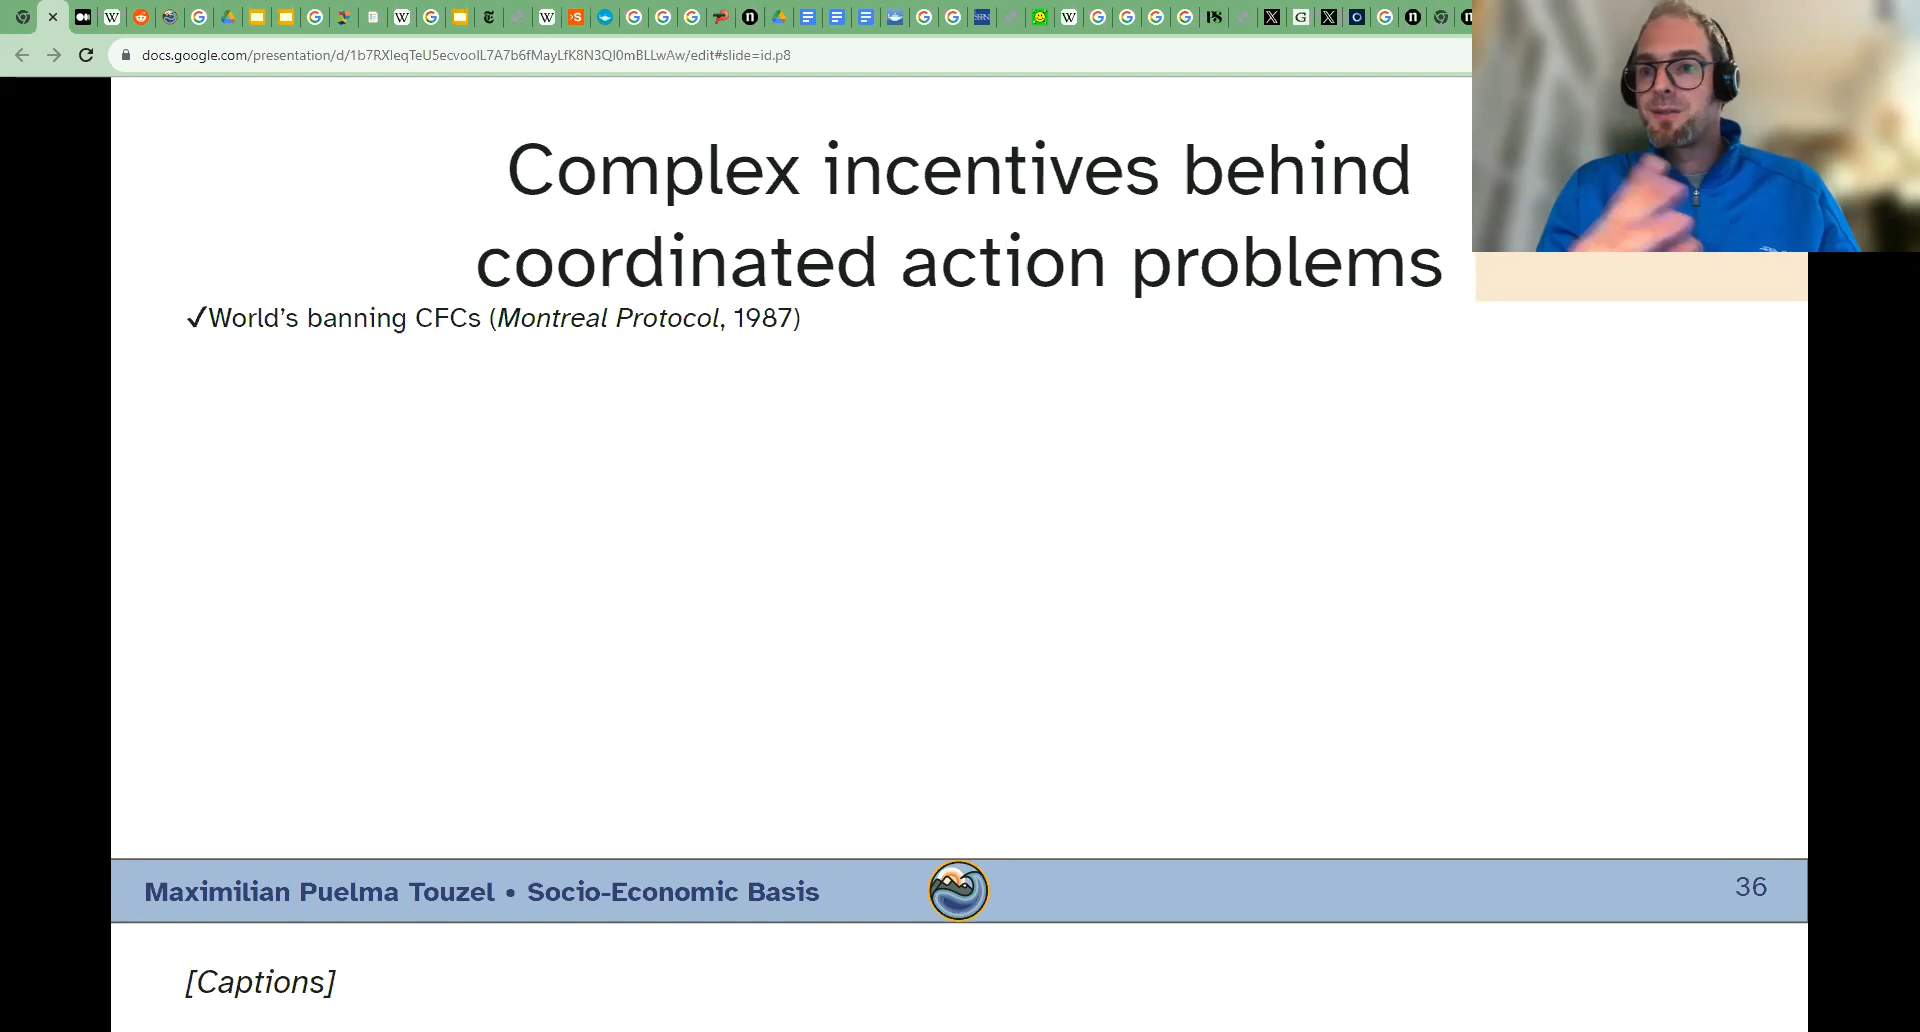 docs.google.com/presentation/d/1b7RXleqTeU5ecvooIL7A7b6fMayLfK8N3QI0mBLLwAw/edit#slide=id.p8
Complex incentives behind
coordinated action problems
✓World’s banning CFCs (Montreal Protocol, 1987)
Maximilian Puelma Touzel • Socio-Economic Basis
36
[Captions]